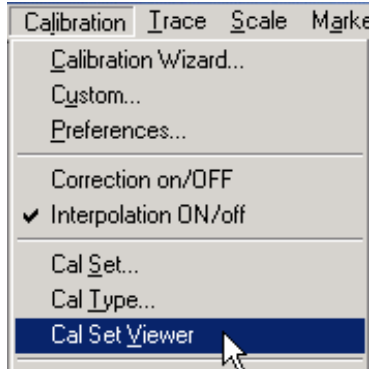 Calibration Trace Scale Marke
Calibration Wizard...
Custom...
Preferences...
Correction on/OFF
✔ Interpolation ON/off
Cal Set...
Cal Type...
Cal Set Viewer